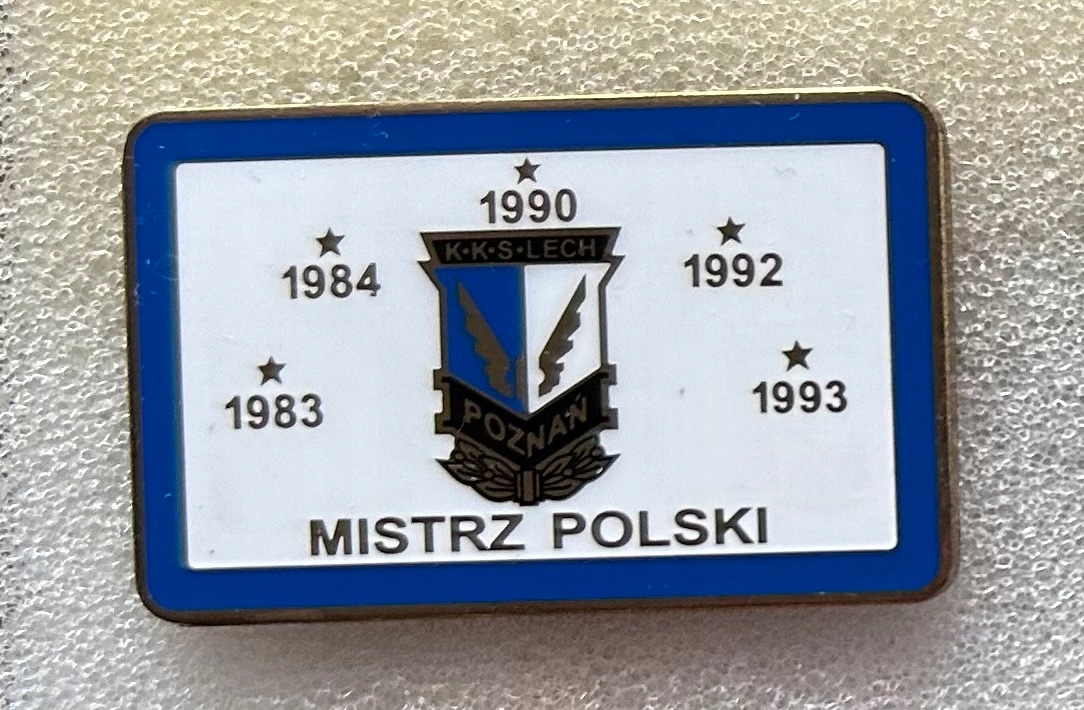 1990
1984
1992
1983
1993
K·K·S·LECH
POZNAŃ
MISTRZ POLSKI